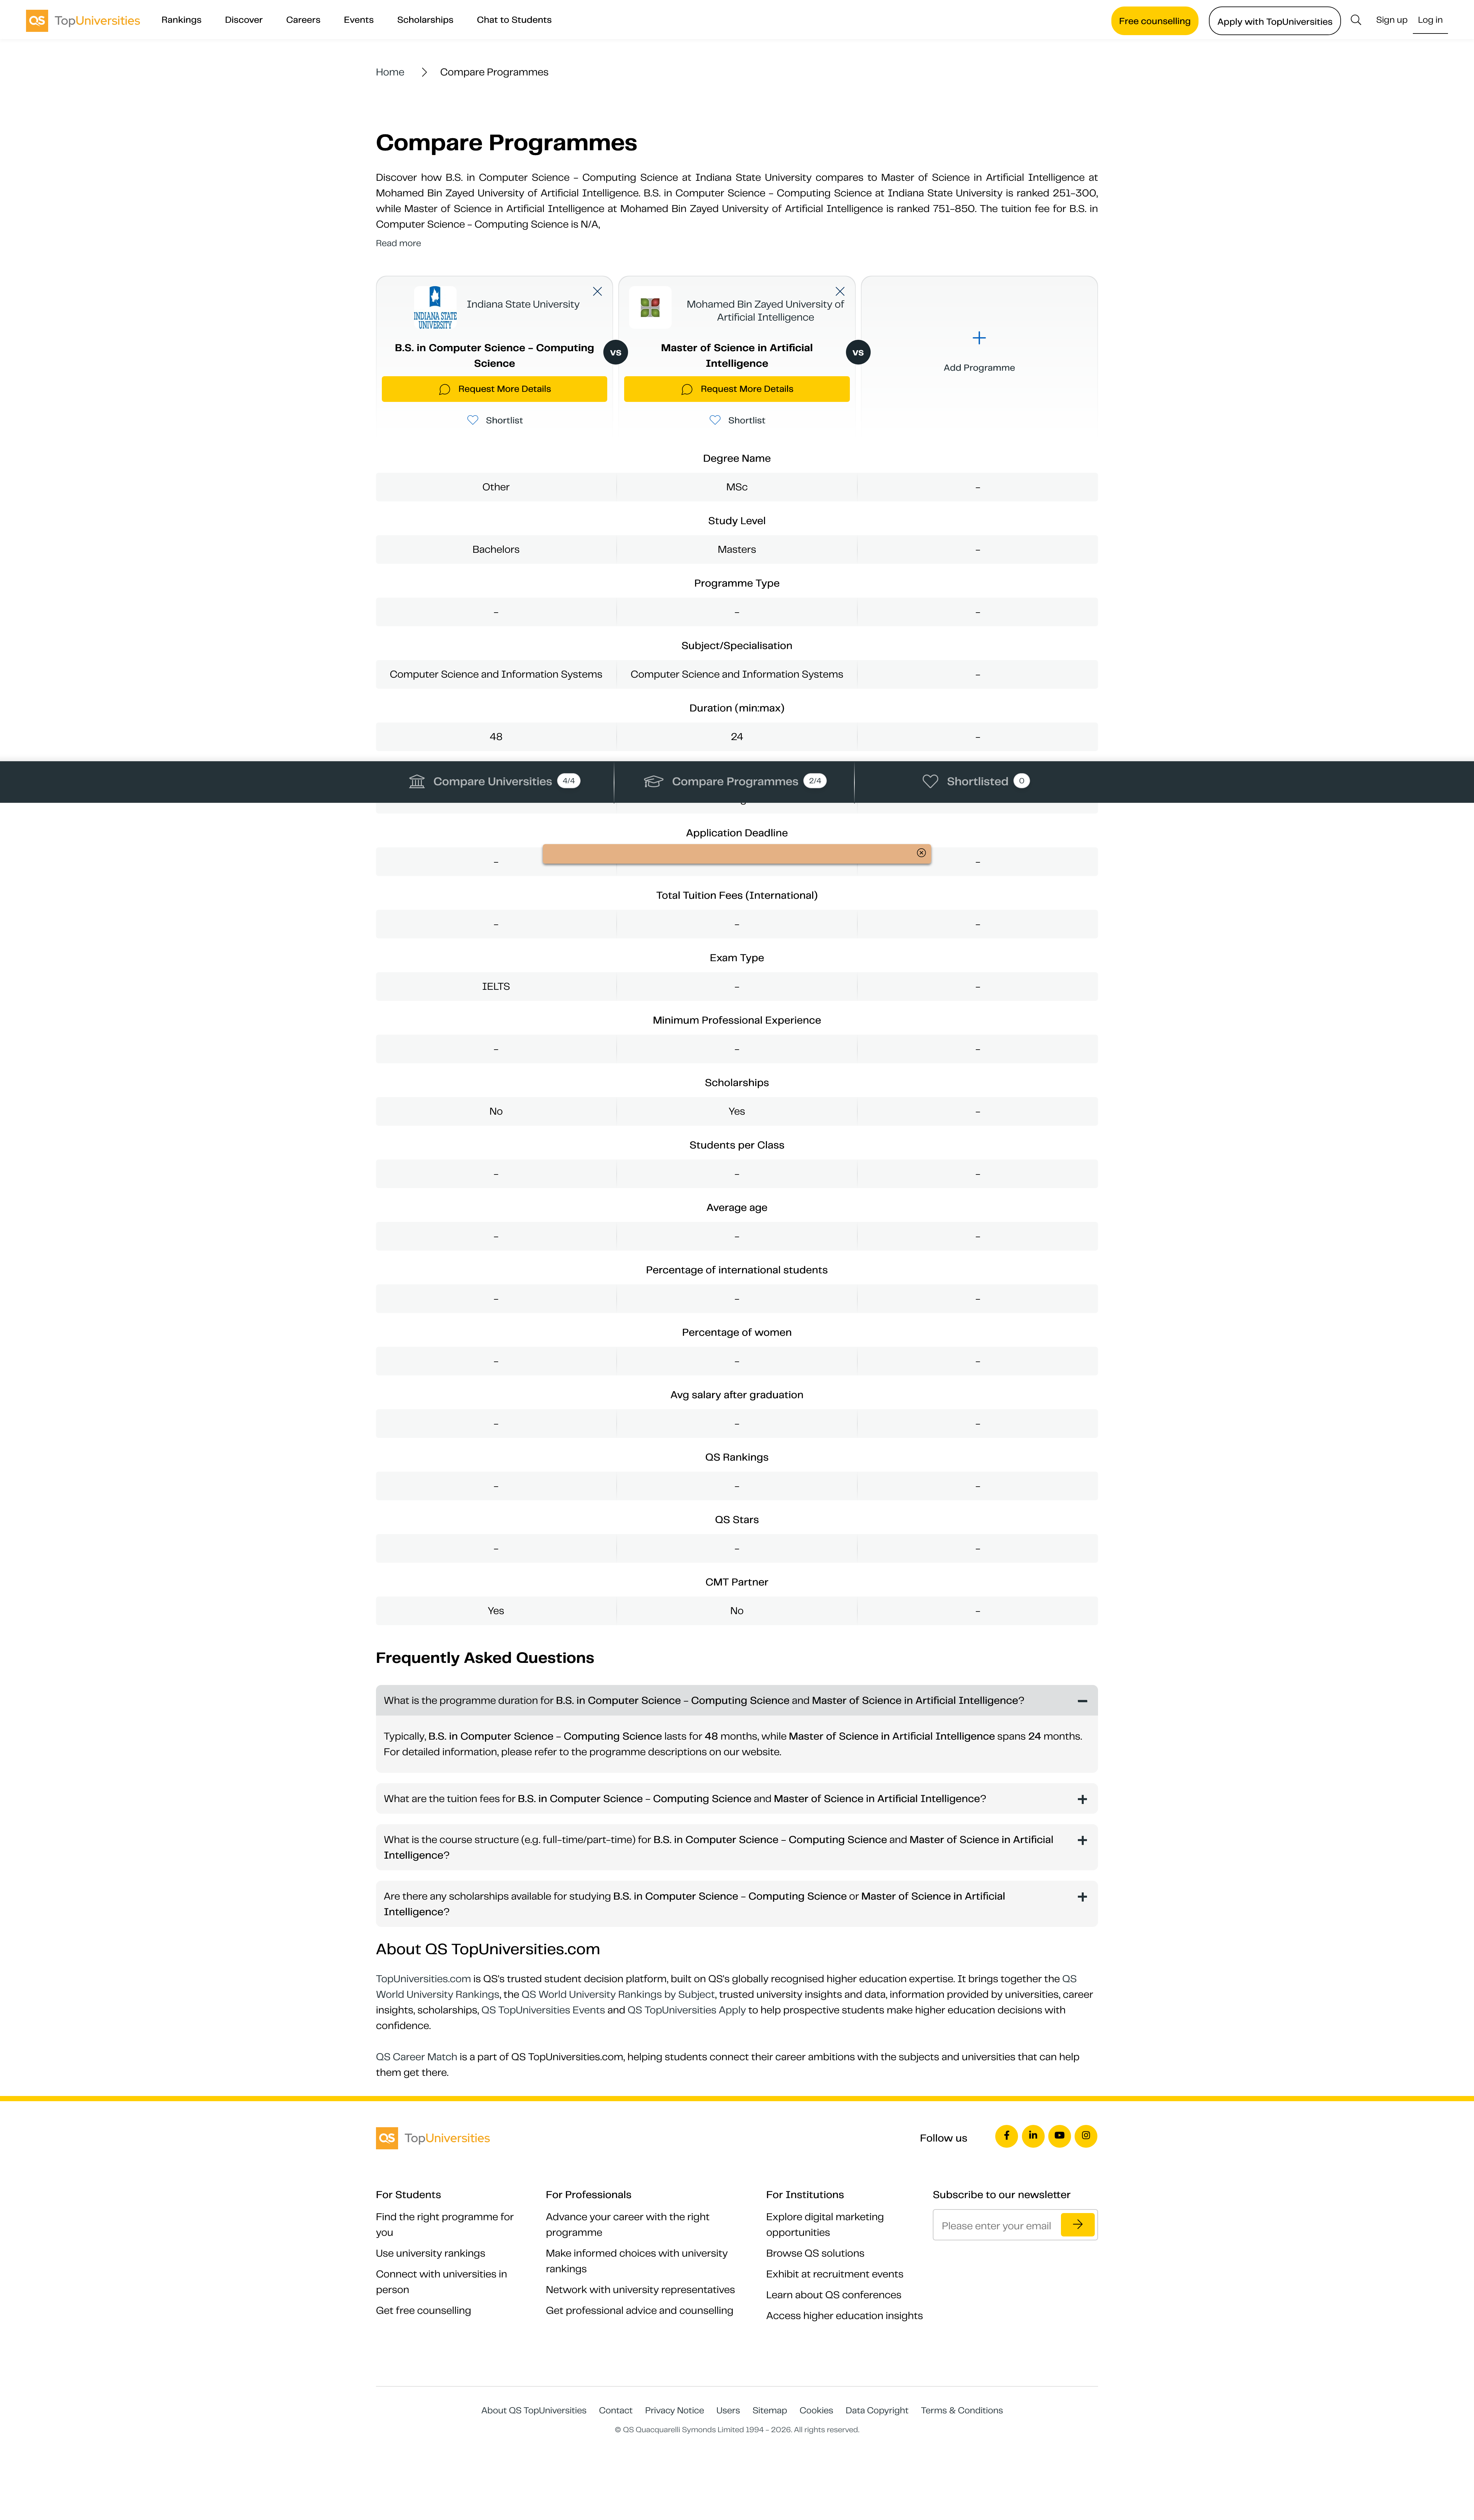 QS TopUniversities Rankings Discover Careers Events Scholarships Chat to Students Free counselling Apply with TopUniversities Sign up Log in
Home Compare Programmes
Compare Programmes
Discover how B.S. in Computer Science - Computing Science at Indiana State University compares to Master of Science in Artificial Intelligence at
Mohamed Bin Zayed University of Artificial Intelligence. B.S. in Computer Science - Computing Science at Indiana State University is ranked 251-300,
while Master of Science in Artificial Intelligence at Mohamed Bin Zayed University of Artificial Intelligence is ranked 751-850. The tuition fee for B.S. in
Computer Science - Computing Science is N/A,
Read more
INDIANA STATE
UNIVERSITY
Indiana State University
B.S. in Computer Science - Computing
Science
Request More Details
Shortlist
vs
Mohamed Bin Zayed University of
Artificial Intelligence
Master of Science in Artificial
Intelligence
Request More Details
Shortlist
vs
Add Programme
Degree Name
Other MSc -
Study Level
Bachelors Masters -
Programme Type
- - -
Subject/Specialisation
Computer Science and Information Systems Computer Science and Information Systems -
Duration (min:max)
48 24 -
Compare Universities 4/4 Compare Programmes 2/4 Shortlisted 0
Application Deadline
- -
Total Tuition Fees (International)
- - -
Exam Type
IELTS - -
Minimum Professional Experience
- - -
Scholarships
No Yes -
Students per Class
- - -
Average age
- - -
Percentage of international students
- - -
Percentage of women
- - -
Avg salary after graduation
- - -
QS Rankings
- - -
QS Stars
- - -
CMT Partner
Yes No -
Frequently Asked Questions
What is the programme duration for B.S. in Computer Science - Computing Science and Master of Science in Artificial Intelligence?
Typically, B.S. in Computer Science - Computing Science lasts for 48 months, while Master of Science in Artificial Intelligence spans 24 months.
For detailed information, please refer to the programme descriptions on our website.
What are the tuition fees for B.S. in Computer Science - Computing Science and Master of Science in Artificial Intelligence?
What is the course structure (e.g. full-time/part-time) for B.S. in Computer Science - Computing Science and Master of Science in Artificial
Intelligence?
Are there any scholarships available for studying B.S. in Computer Science - Computing Science or Master of Science in Artificial
Intelligence?
About QS TopUniversities.com
TopUniversities.com is QS's trusted student decision platform, built on QS's globally recognised higher education expertise. It brings together the QS
World University Rankings, the QS World University Rankings by Subject, trusted university insights and data, information provided by universities, career
insights, scholarships, QS TopUniversities Events and QS TopUniversities Apply to help prospective students make higher education decisions with
confidence.
QS Career Match is a part of QS TopUniversities.com, helping students connect their career ambitions with the subjects and universities that can help
them get there.
QS TopUniversities Follow us
For Students
Find the right programme for
you
Use university rankings
Connect with universities in
person
Get free counselling
For Professionals
Advance your career with the right
programme
Make informed choices with university
rankings
Network with university representatives
Get professional advice and counselling
For Institutions
Explore digital marketing
opportunities
Browse QS solutions
Exhibit at recruitment events
Learn about QS conferences
Access higher education insights
Subscribe to our newsletter
Please enter your email
About QS TopUniversities Contact Privacy Notice Users Sitemap Cookies Data Copyright Terms & Conditions
© QS Quacquarelli Symonds Limited 1994 - 2026. All rights reserved.